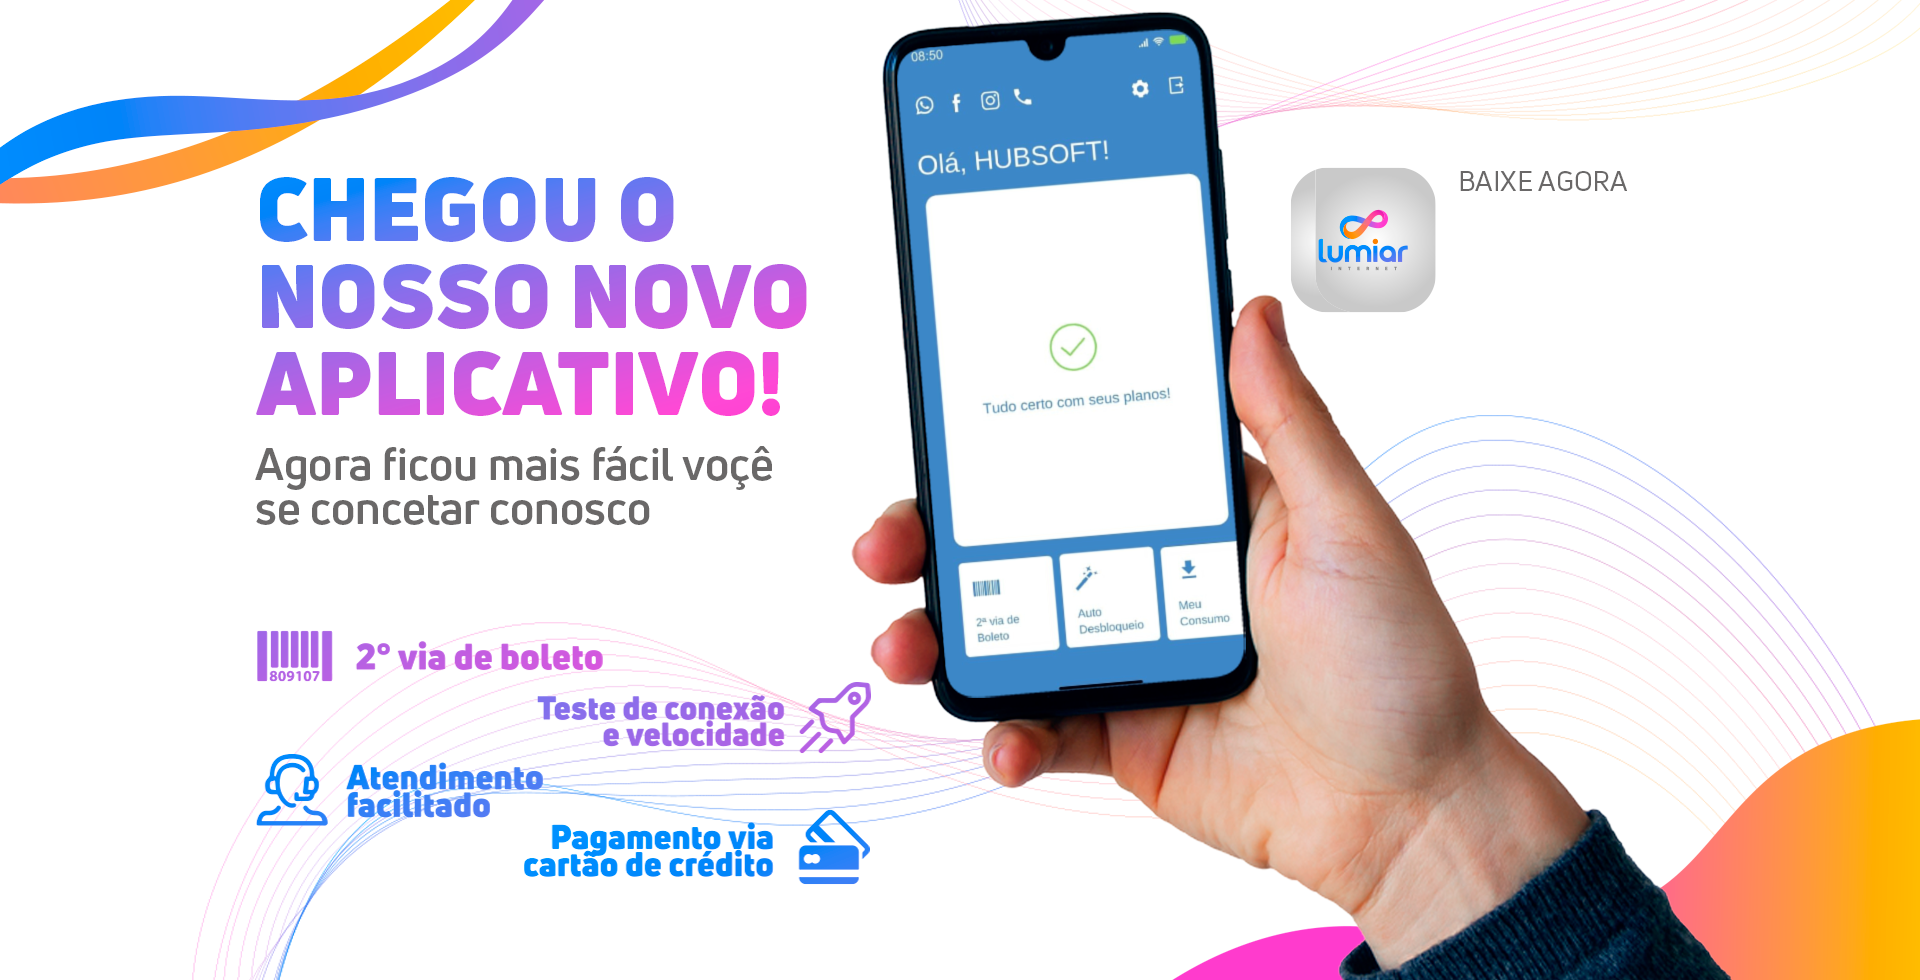 CHEGOU O
NOSSO NOVO
APLICATIVO!
Agora ficou mais fácil voçê
se concetar conosco
809107
2° via de boleto
Teste de conexão
e velocidade
Atendimento
facilitado
Pagamento via
cartão de crédito
08:50
Olá, HUBSOFT!
Tudo certo com seus planos!
2ª via de
Boleto
Auto
Desbloqueio
Meu
Consumo
lumiar
INTERNET
BAIXE AGORA